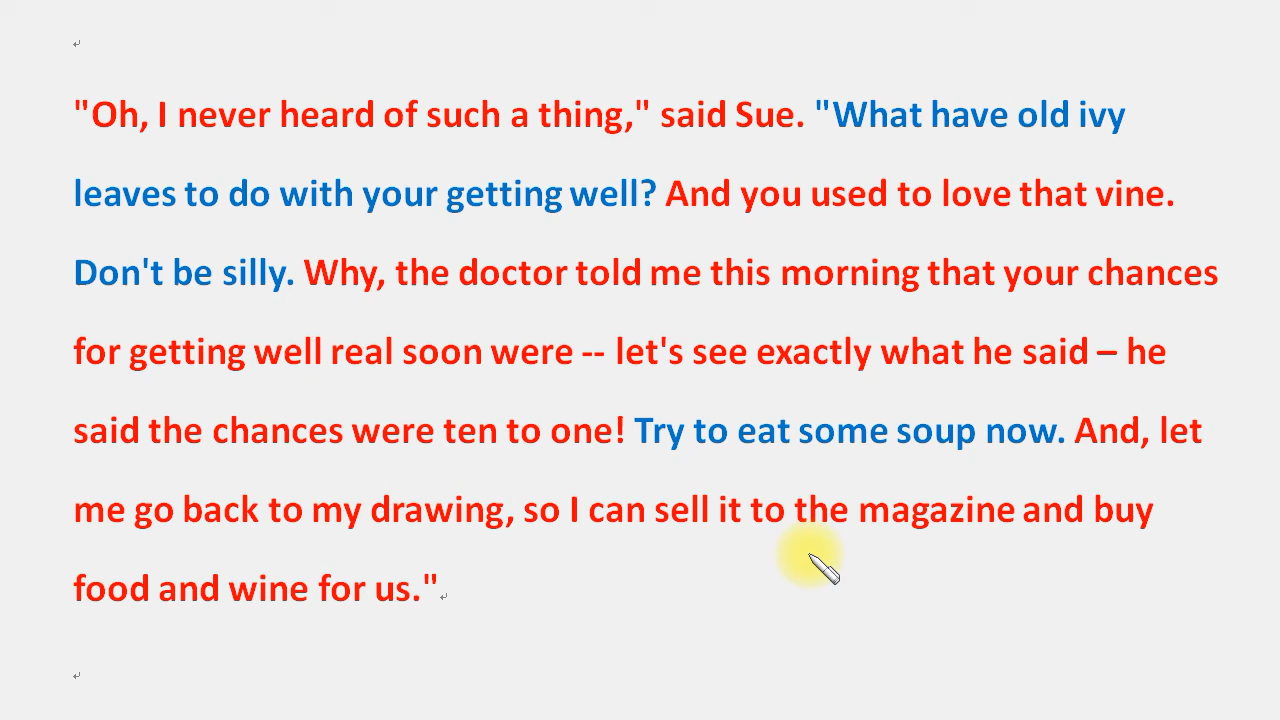 "Oh, I never heard of such a thing," said Sue. "What have old ivy
leaves to do with your getting well? And you used to love that vine.
Don't be silly. Why, the doctor told me this morning that your chances
for getting well real soon were -- let's see exactly what he said – he
said the chances were ten to one! Try to eat some soup now. And, let
me go back to my drawing, so I can sell it to the magazine and buy
food and wine for us."